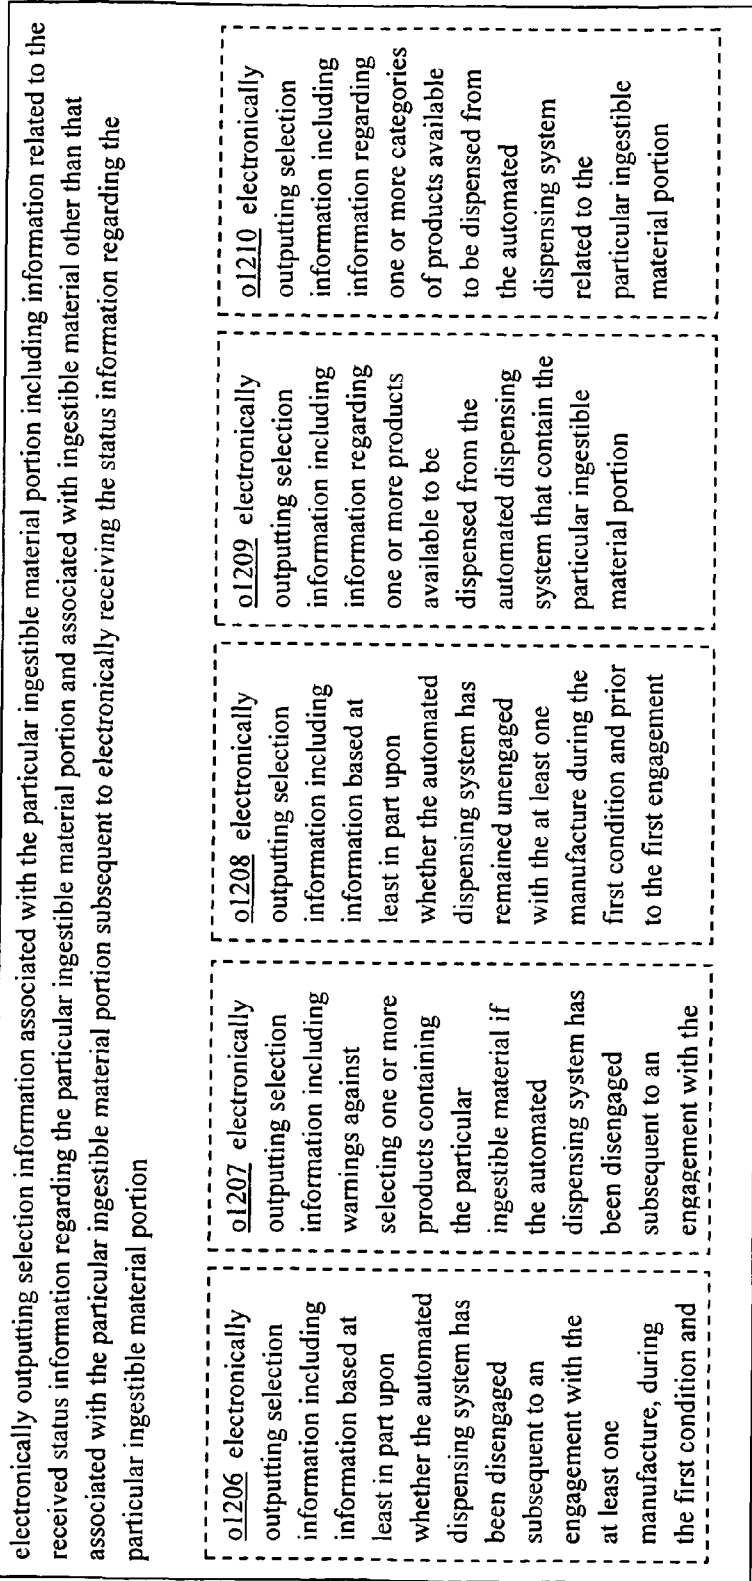 electronically outputting selection information associated with the particular ingestible material portion including information related to the
received status information regarding the particular ingestible material portion and associated with ingestible material other than that
associated with the particular ingestible material portion subsequent to electronically receiving the status information regarding the
particular ingestible material portion
o1206 electronically
outputting selection
information including
information based at
least in part upon
whether the automated
dispensing system has
been disengaged
subsequent to an
engagement with the
at least one
manufacture, during
the first condition and
o1207 electronically
outputting selection
information including
warnings against
selecting one or more
products containing
the particular
ingestible material if
the automated
dispensing system has
been disengaged
subsequent to an
engagement with the
o1208 electronically
outputting selection
information including
information based at
least in part upon
whether the automated
dispensing system has
remained unengaged
with the at least one
manufacture during the
first condition and prior
to the first engagement
o1209 electronically
outputting selection
information including
information regarding
one or more products
available to be
dispensed from the
automated dispensing
system that contain the
particular ingestible
material portion
o1210 electronically
outputting selection
information including
information regarding
one or more categories
of products available
to be dispensed from
the automated
dispensing system
related to the
particular ingestible
material portion